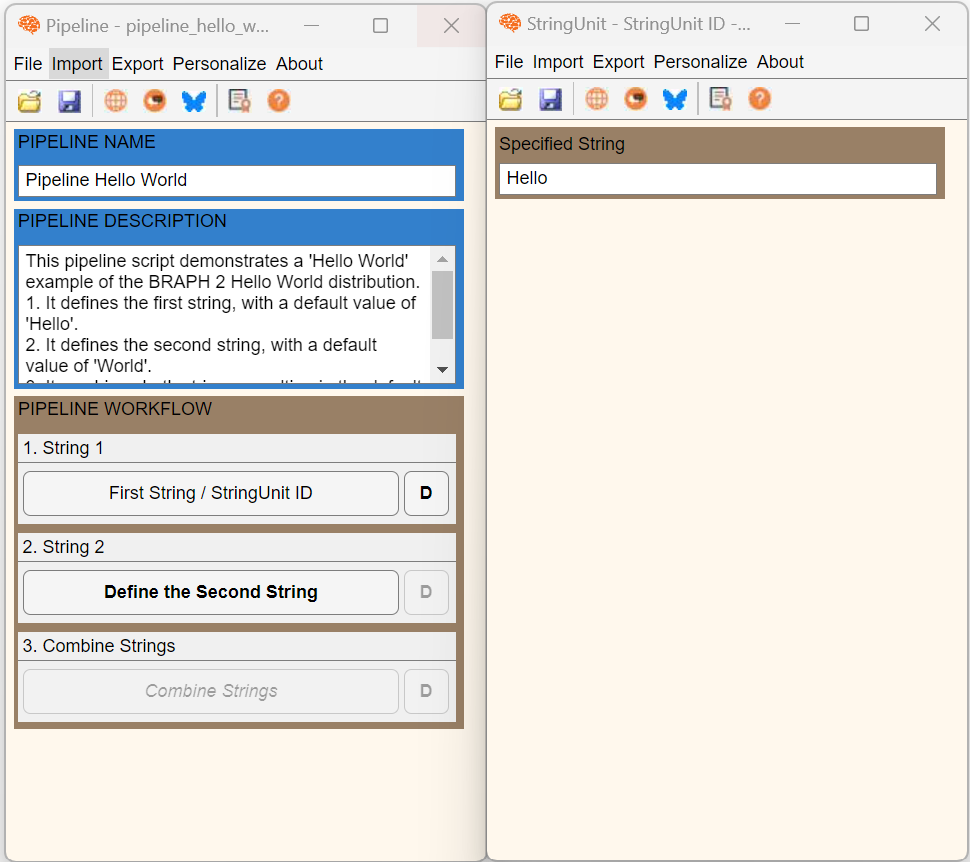 Pipeline - pipeline_hello_w...
File Import Export Personalize About
PIPELINE NAME
Pipeline Hello World
PIPELINE DESCRIPTION
This pipeline script demonstrates a 'Hello World'
example of the BRAPH 2 Hello World distribution.
1. It defines the first string, with a default value of
'Hello'.
2. It defines the second string, with a default
value of 'World'.
PIPELINE WORKFLOW
1. String 1
First String / StringUnit ID D
2. String 2
Define the Second String D
3. Combine Strings
Combine Strings D
StringUnit - StringUnit ID -...
File Import Export Personalize About
Specified String
Hello